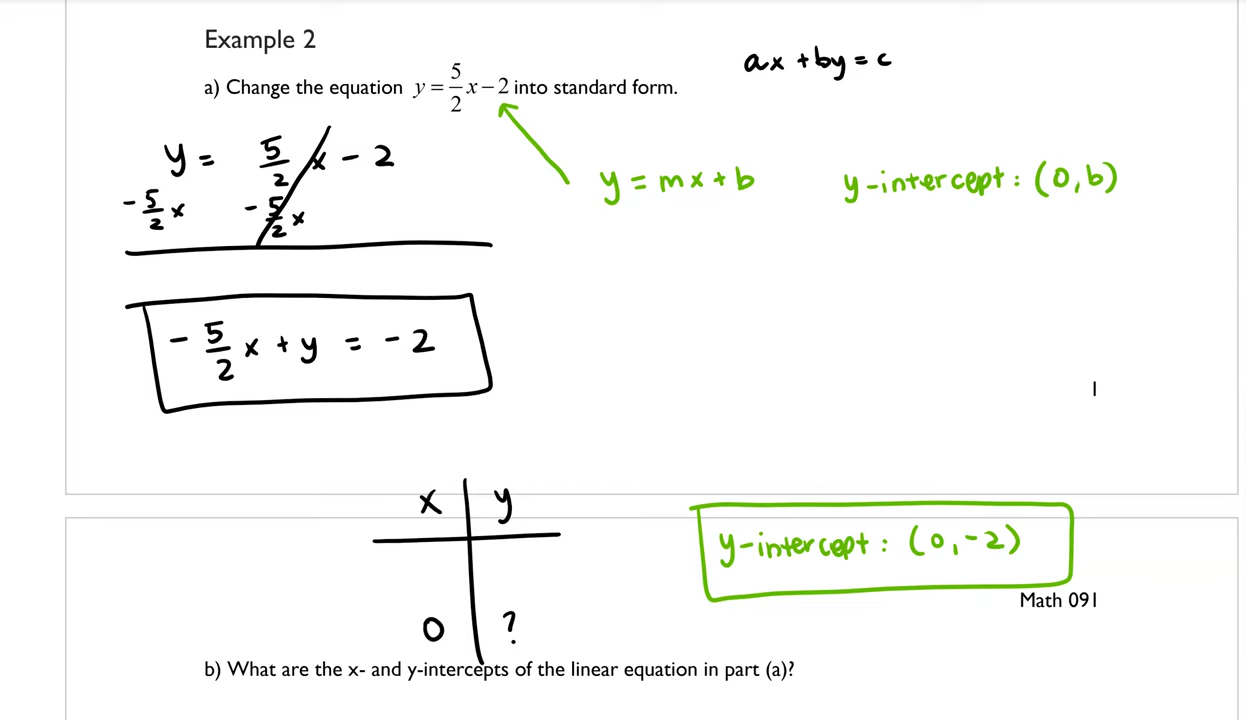 Example 2
ax + by = c
a) Change the equation y = 5/2 x − 2 into standard form.
y = 5/2 x - 2
- 5/2 x - 5/2 x
y = mx + b
y-intercept: (0, b)
- 5/2 x + y = -2
1
x y
0 ?
y-intercept: (0, -2)
Math 091
b) What are the x- and y-intercepts of the linear equation in part (a)?